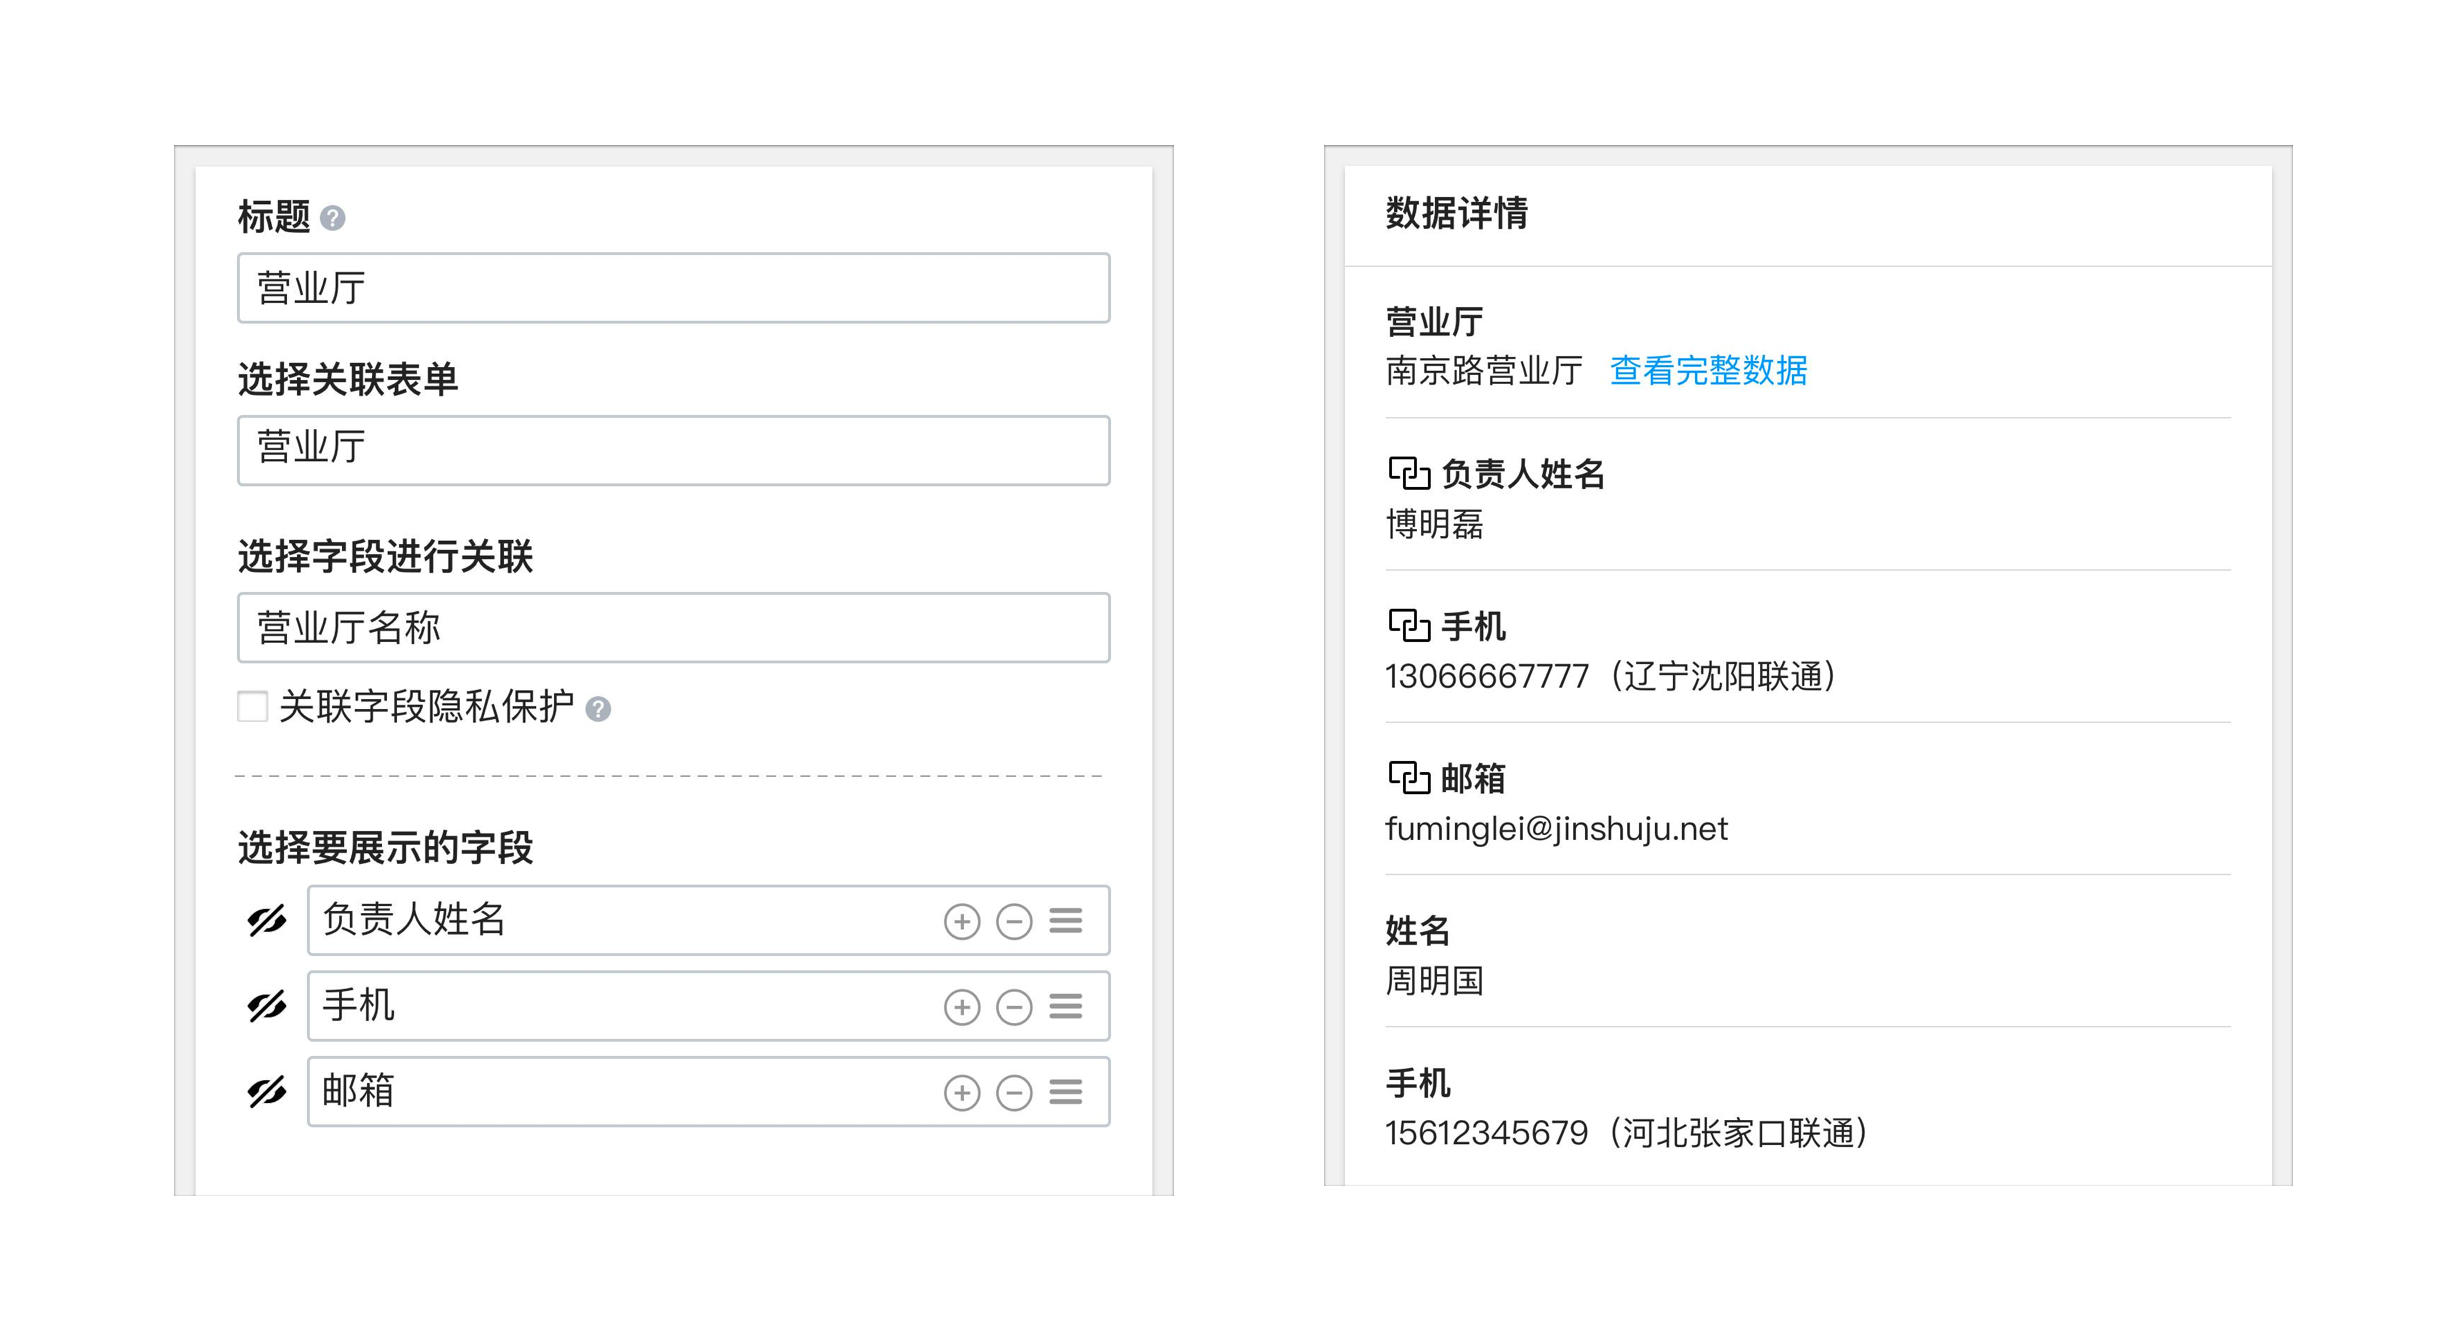 标题
营业厅
选择关联表单
营业厅
选择字段进行关联
营业厅名称
关联字段隐私保护
选择要展示的字段
负责人姓名
手机
邮箱
数据详情
营业厅
南京路营业厅 查看完整数据
负责人姓名
博明磊
手机
13066667777（辽宁沈阳联通）
邮箱
fuminglei@jinshuju.net
姓名
周明国
手机
15612345679（河北张家口联通）